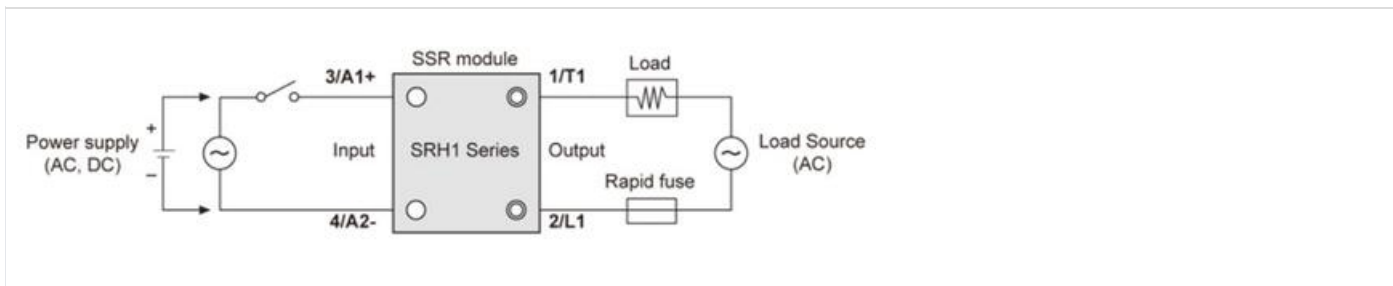 SSR module
3/A1+
1/T1
Load
+
Power supply
(AC, DC)
−
Input
SRH1 Series
Output
Load Source
(AC)
Rapid fuse
4/A2-
2/L1